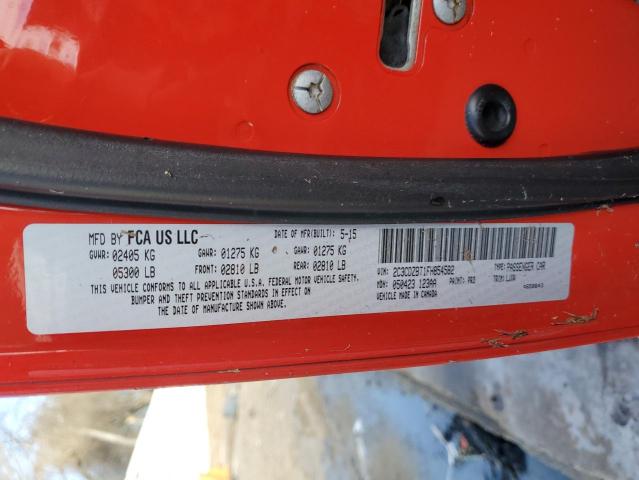 MFD BY FCA US LLC DATE OF MFR(BUILT): 5-15
GVWR: 02405 KG GAWR: 01275 KG GAWR: 01275 KG
05300 LB FRONT: 02810 LB REAR: 02810 LB
THIS VEHICLE CONFORMS TO ALL APPLICABLE U.S.A. FEDERAL MOTOR VEHICLE SAFETY,
BUMPER AND THEFT PREVENTION STANDARDS IN EFFECT ON
THE DATE OF MANUFACTURE SHOWN ABOVE.
VIN: 2C3CDZBT1FH854582 TYPE: PASSENGER CAR
MDH: 050423 123AA PAINT: PR3 TRIM:
MADE IN CANADA